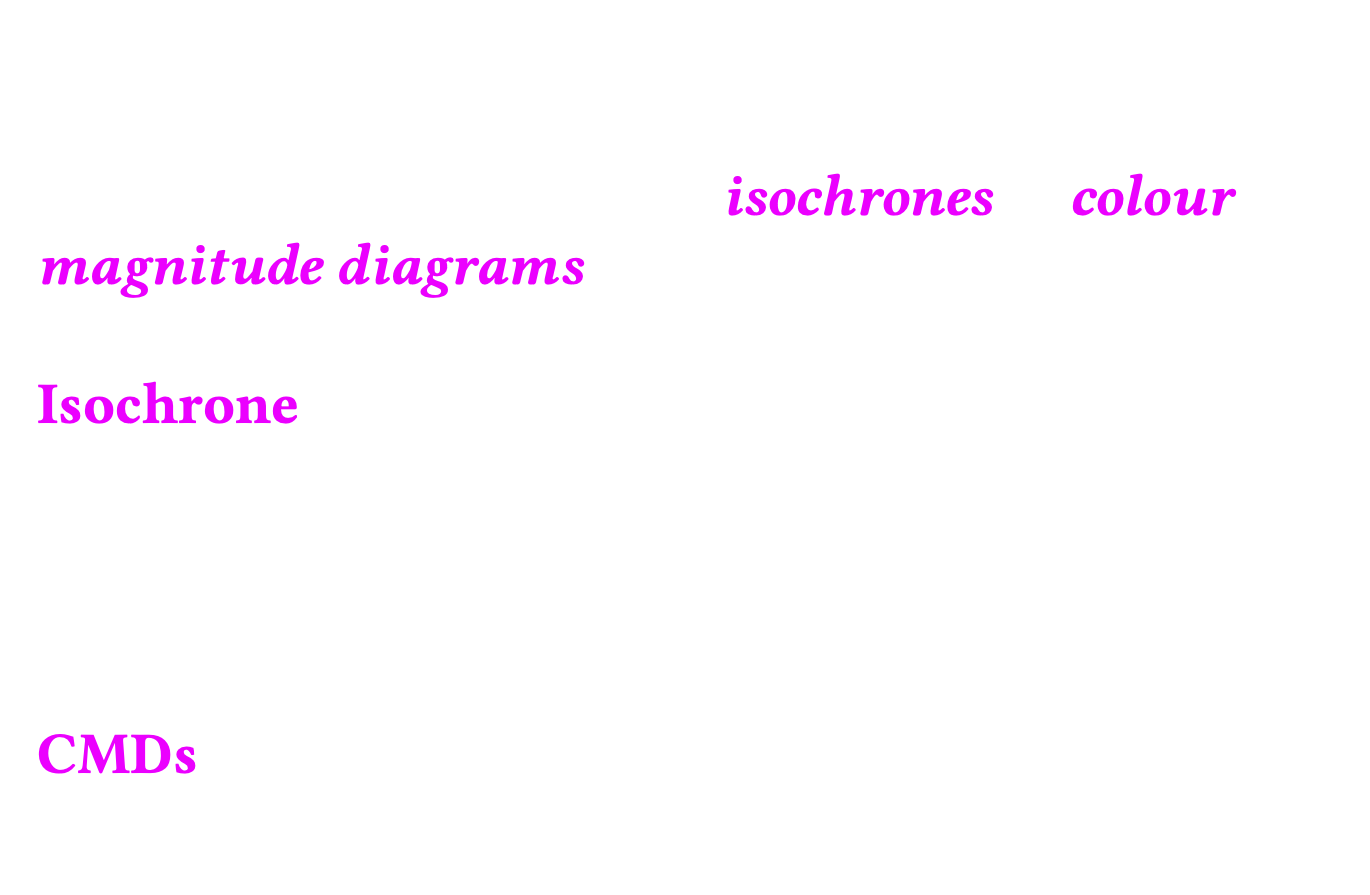 isochrones colour
magnitude diagrams
Isochrone
CMDs